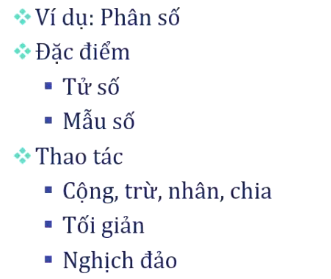 ❖ Ví dụ: Phân số
❖ Đặc điểm
▪ Tử số
▪ Mẫu số
❖ Thao tác
▪ Cộng, trừ, nhân, chia
▪ Tối giản
▪ Nghịch đảo